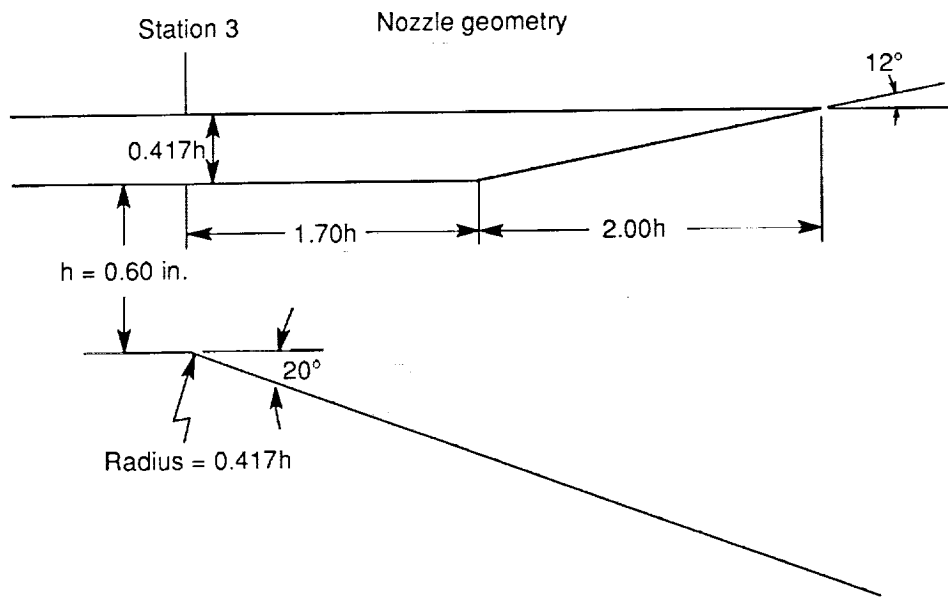 Station 3
Nozzle geometry
12°
0.417h
1.70h
2.00h
h = 0.60 in.
20°
Radius = 0.417h